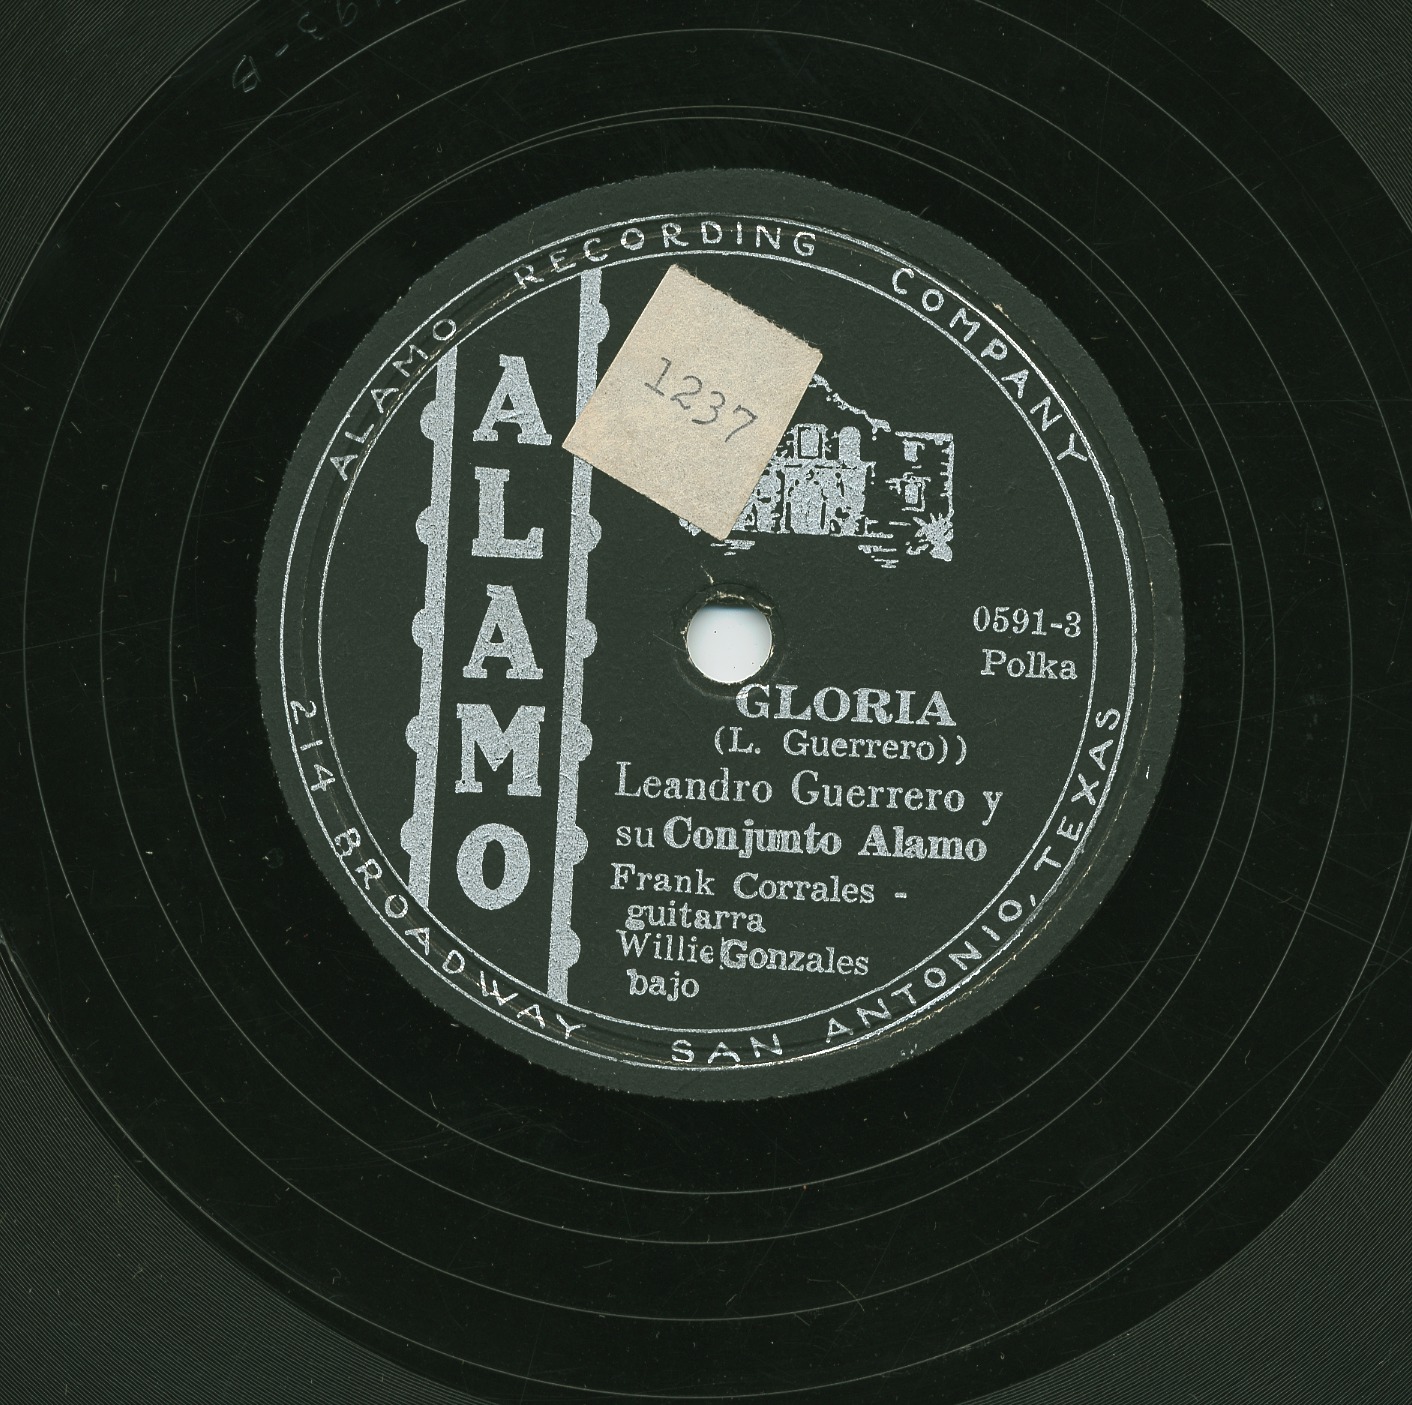 ALAMO RECORDING COMPANY
ALAMO
1237
0591-3
Polka
GLORIA
(L. Guerrero))
Leandro Guerrero y
su Conjunto Alamo
Frank Corrales -
guitarra
Willie Gonzales
bajo
214 BROADWAY SAN ANTONIO, TEXAS